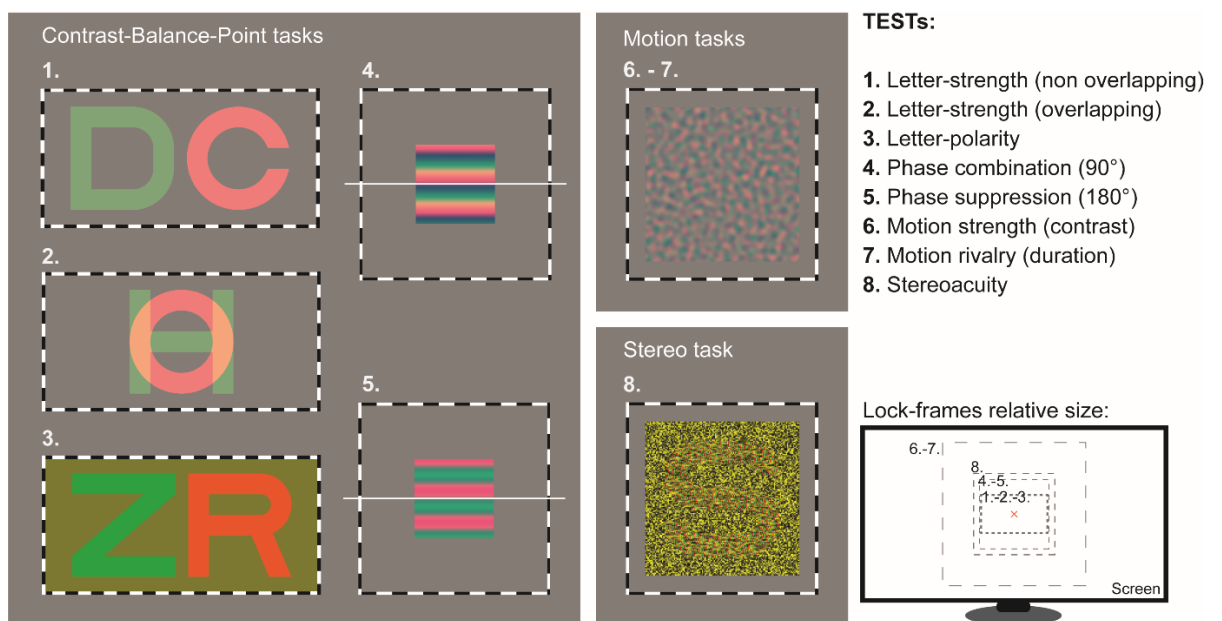 Contrast-Balance-Point tasks
1.
DC
2.
HO
3.
ZR
4.
5.
Motion tasks
6. - 7.
Stereo task
8.
TESTs:
1. Letter-strength (non overlapping)
2. Letter-strength (overlapping)
3. Letter-polarity
4. Phase combination (90°)
5. Phase suppression (180°)
6. Motion strength (contrast)
7. Motion rivalry (duration)
8. Stereoacuity
Lock-frames relative size:
6.-7.
8.
4.-5.
1.-2.-3.
Screen